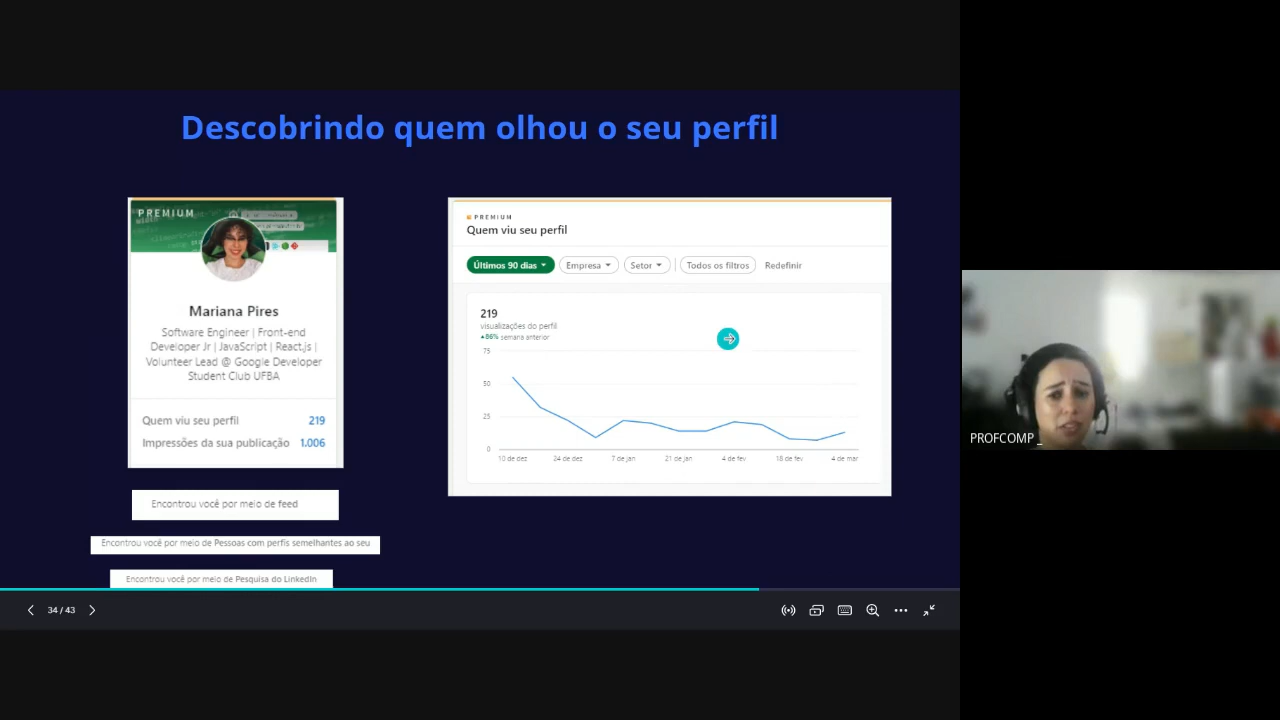 Descobrindo quem olhou o seu perfil
PREMIUM
Mariana Pires
Software Engineer | Front-end
Developer Jr | JavaScript | React.js |
Volunteer Lead @ Google Developer
Student Club UFBA
Quem viu seu perfil 219
Impressões da sua publicação 1.006
Encontrou você por meio de feed
Encontrou você por meio de Pessoas com perfis semelhantes ao seu
Encontrou você por meio de Pesquisa do LinkedIn
PREMIUM
Quem viu seu perfil
Últimos 90 dias Empresa Setor Todos os filtros Redefinir
219
visualizações do perfil
86% semana anterior
75
50
25
0
10 de dez 24 de dez 7 de jan 21 de jan 4 de fev 18 de fev 4 de mar
34 / 43
PROFCOMP _